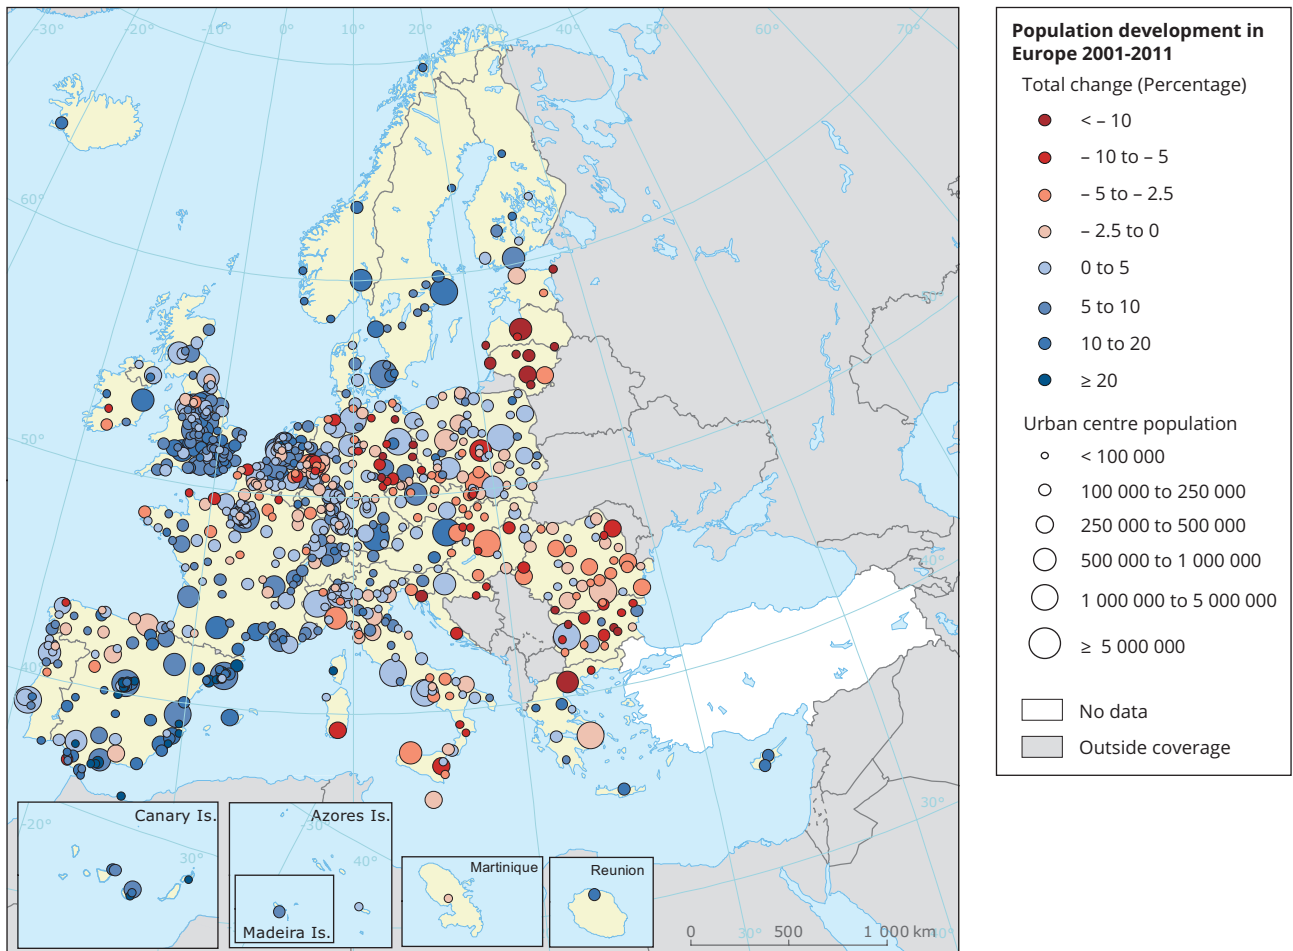 -30°
-20°
-10°
0°
10°
20°
30°
40°
50°
60°
70°
60°
50°
50°
40°
40°
30°
Canary Is.
-20°
30°
Azores Is.
-30°
40°
Madeira Is.
Martinique
Reunion
0 500 1 000 km
30°
40°
Population development in
Europe 2001-2011
Total change (Percentage)
< – 10
– 10 to – 5
– 5 to – 2.5
– 2.5 to 0
0 to 5
5 to 10
10 to 20
≥ 20
Urban centre population
< 100 000
100 000 to 250 000
250 000 to 500 000
500 000 to 1 000 000
1 000 000 to 5 000 000
≥ 5 000 000
No data
Outside coverage